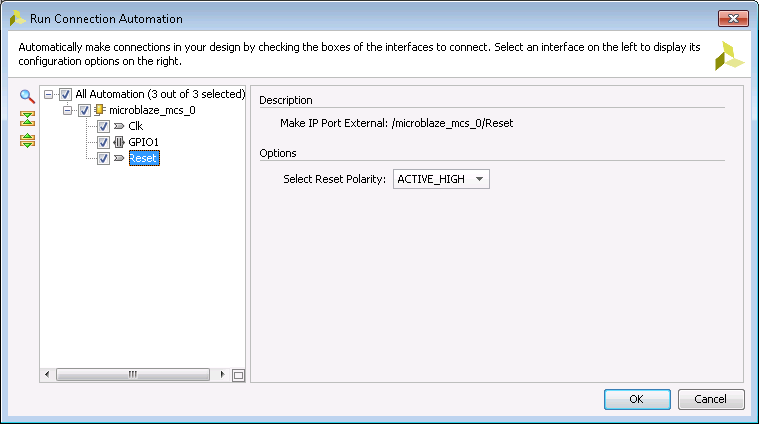 Run Connection Automation
Automatically make connections in your design by checking the boxes of the interfaces to connect. Select an interface on the left to display its
configuration options on the right.
All Automation (3 out of 3 selected)
microblaze_mcs_0
Clk
GPIO1
Reset
Description
Make IP Port External: /microblaze_mcs_0/Reset
Options
Select Reset Polarity: ACTIVE_HIGH
OK Cancel